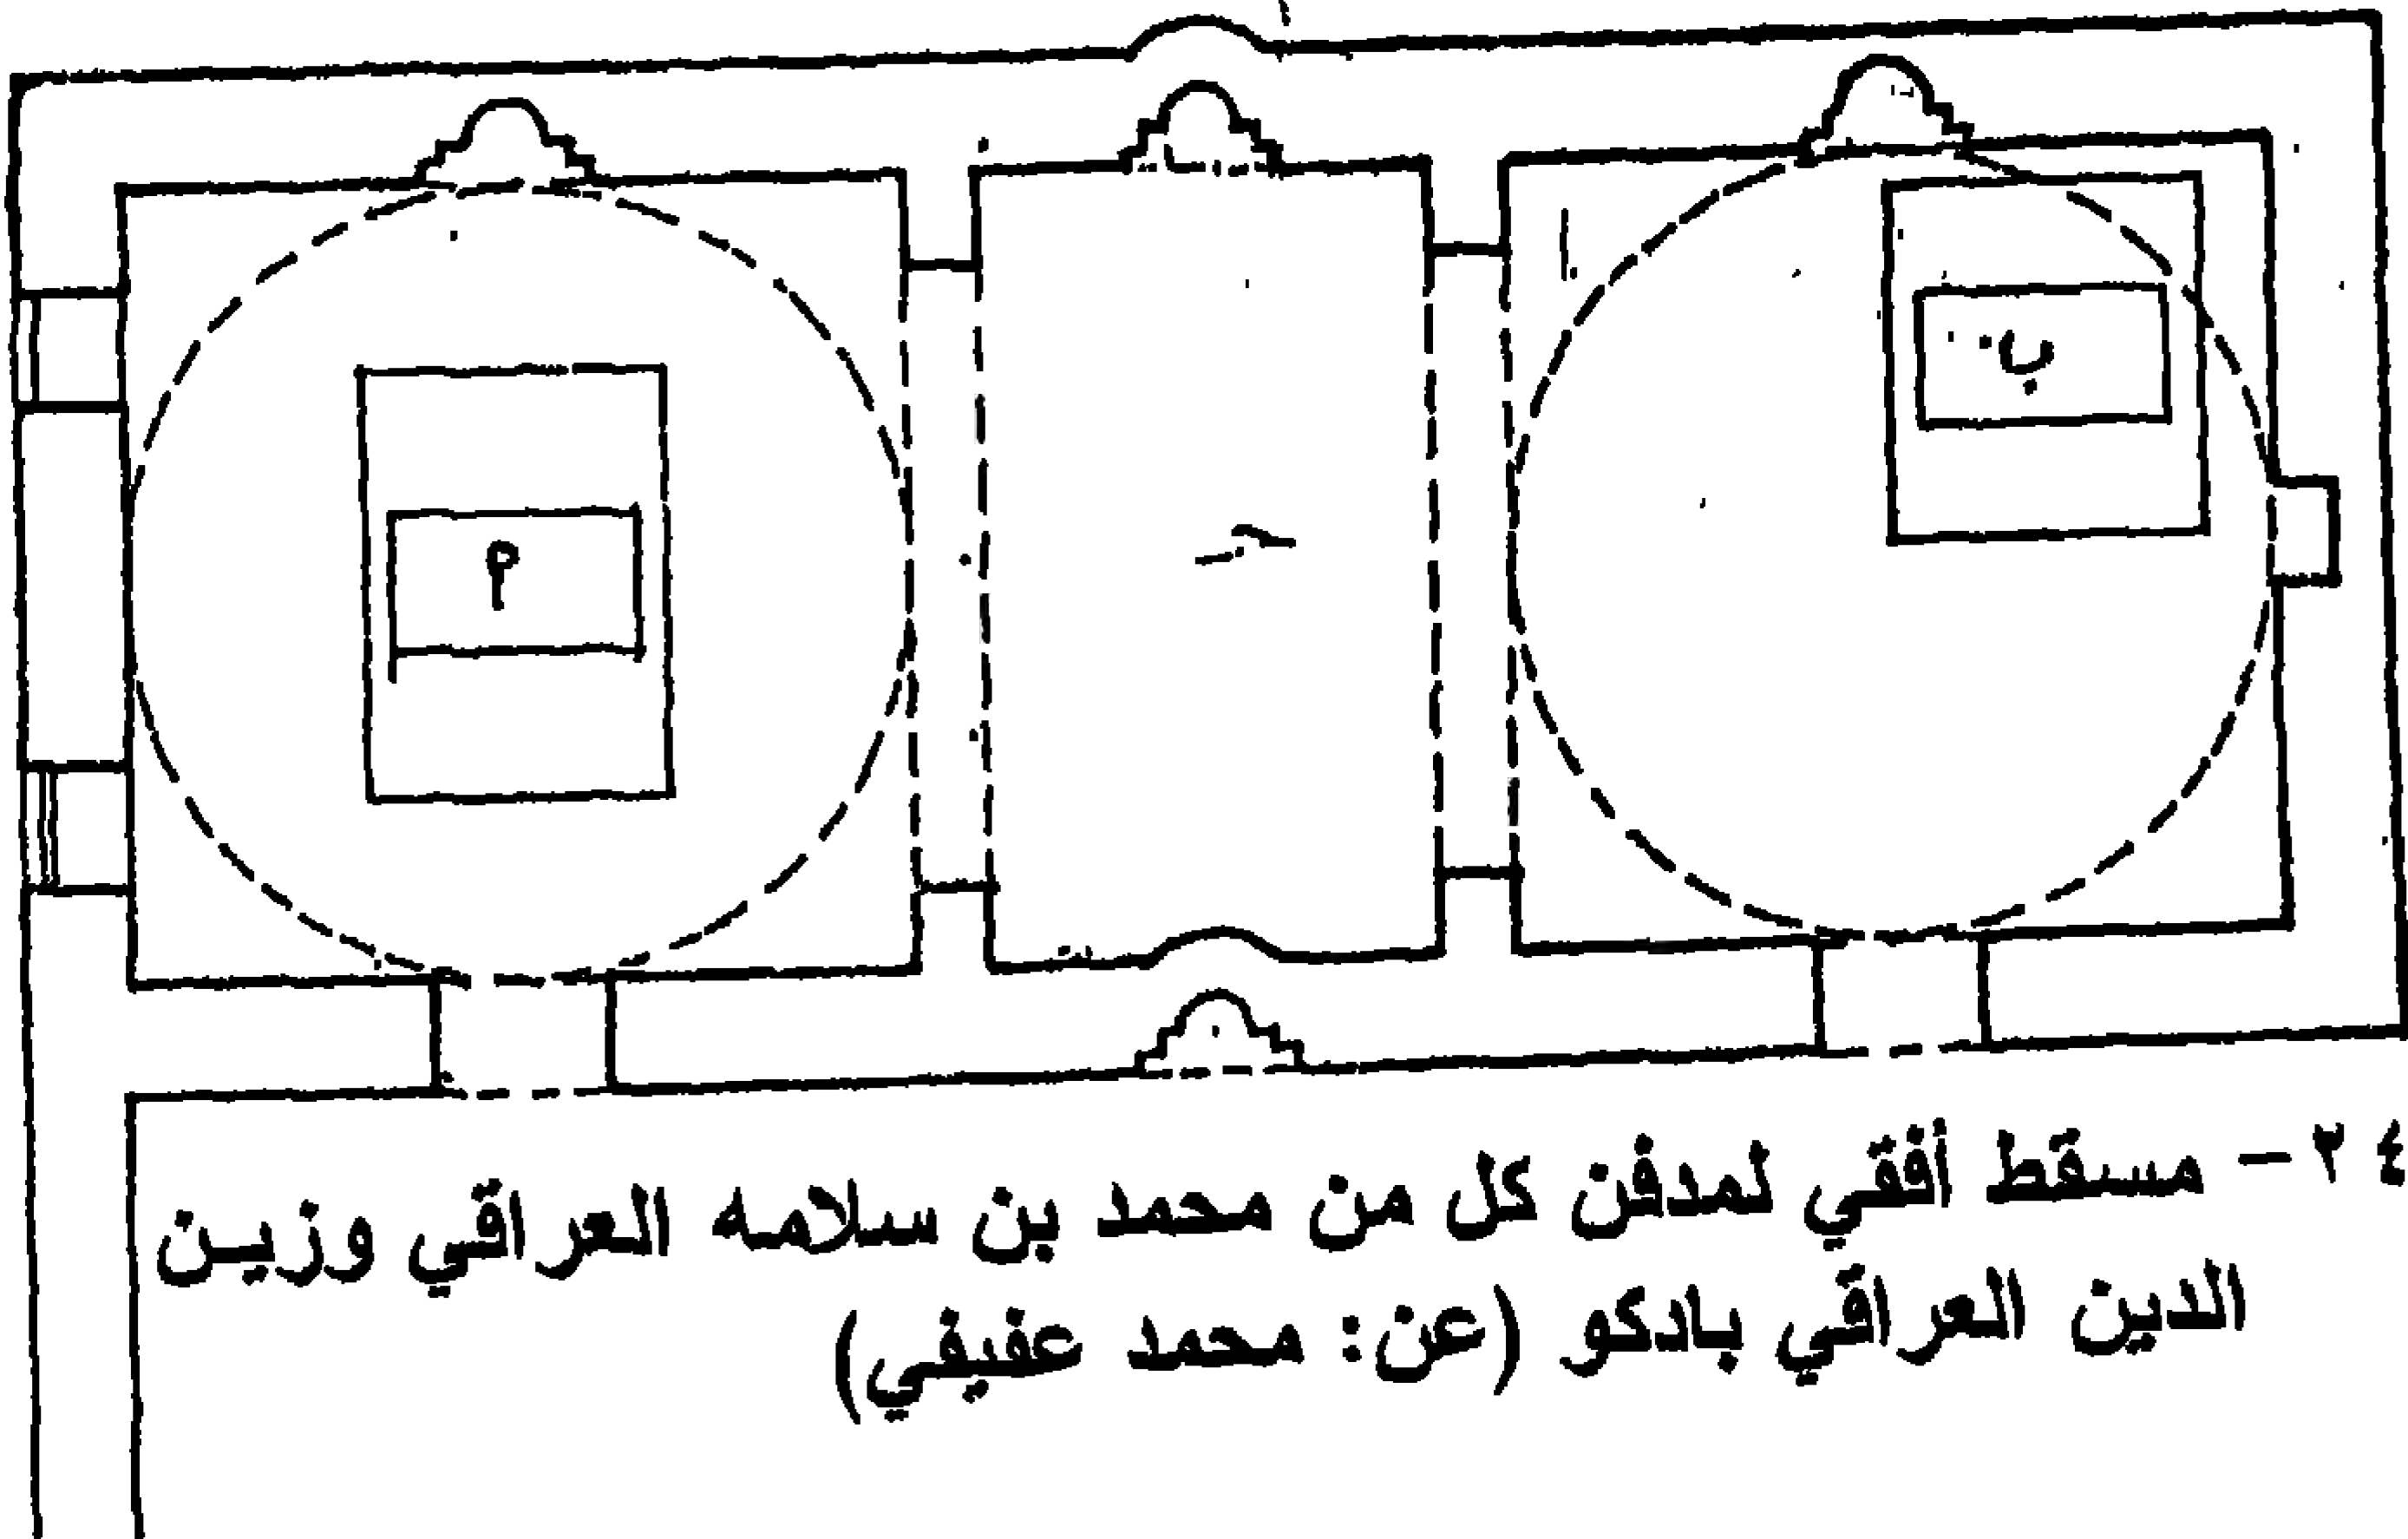 ب
م
حـ
٢٤ - مسقط أفقي لمدفن كل من محمد بن سلامه العراقي وزين
الدين العراقي بادكو (عن: محمد عفيفي)